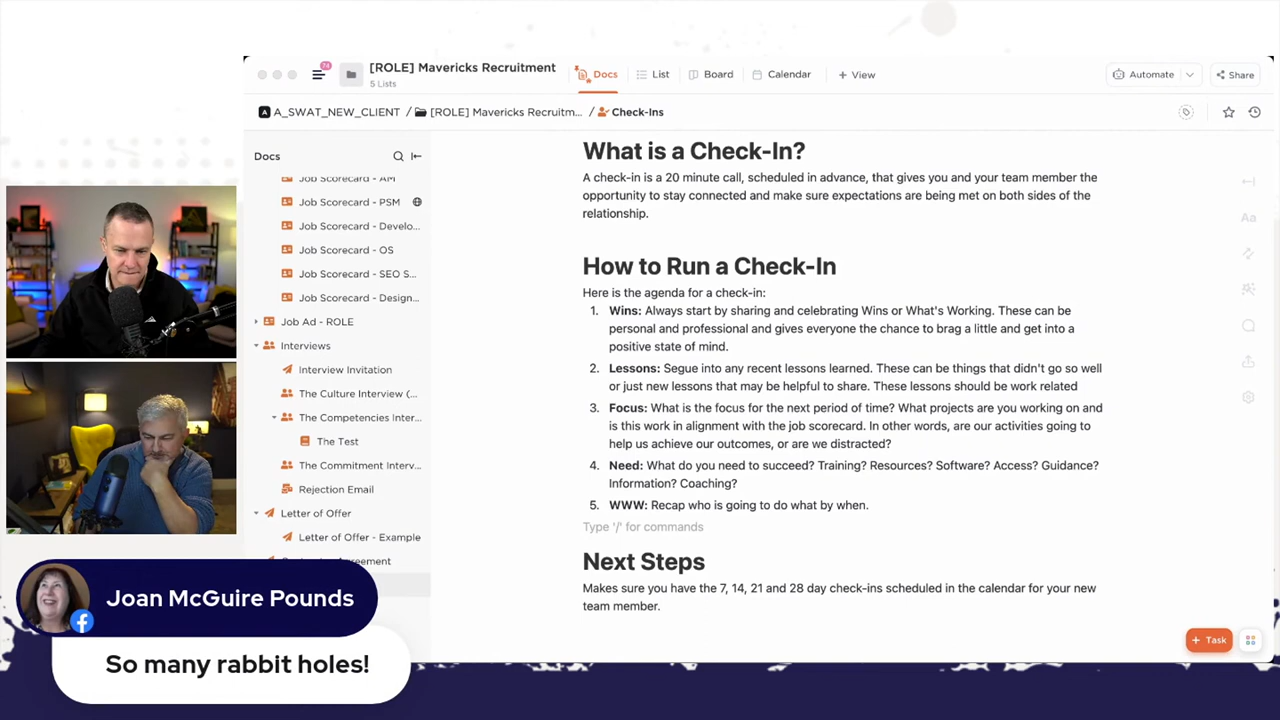 74
[ROLE] Mavericks Recruitment
5 Lists
Docs
List
Board
Calendar
+ View
Automate
Share
A_SWAT_NEW_CLIENT / [ROLE] Mavericks Recruitm... / Check-Ins
Docs
Job Scorecard - AM
Job Scorecard - PSM
Job Scorecard - Develo...
Job Scorecard - OS
Job Scorecard - SEO S...
Job Scorecard - Design...
Job Ad - ROLE
Interviews
Interview Invitation
The Culture Interview (...
The Competencies Inter...
The Test
The Commitment Interv...
Rejection Email
Letter of Offer
Letter of Offer - Example
What is a Check-In?
A check-in is a 20 minute call, scheduled in advance, that gives you and your team member the
opportunity to stay connected and make sure expectations are being met on both sides of the
relationship.
How to Run a Check-In
Here is the agenda for a check-in:
1. Wins: Always start by sharing and celebrating Wins or What's Working. These can be
personal and professional and gives everyone the chance to brag a little and get into a
positive state of mind.
2. Lessons: Segue into any recent lessons learned. These can be things that didn't go so well
or just new lessons that may be helpful to share. These lessons should be work related
3. Focus: What is the focus for the next period of time? What projects are you working on and
is this work in alignment with the job scorecard. In other words, are our activities going to
help us achieve our outcomes, or are we distracted?
4. Need: What do you need to succeed? Training? Resources? Software? Access? Guidance?
Information? Coaching?
5. WWW: Recap who is going to do what by when.
Type '/' for commands
Next Steps
Makes sure you have the 7, 14, 21 and 28 day check-ins scheduled in the calendar for your new
team member.
Aa
+ Task
Joan McGuire Pounds
So many rabbit holes!